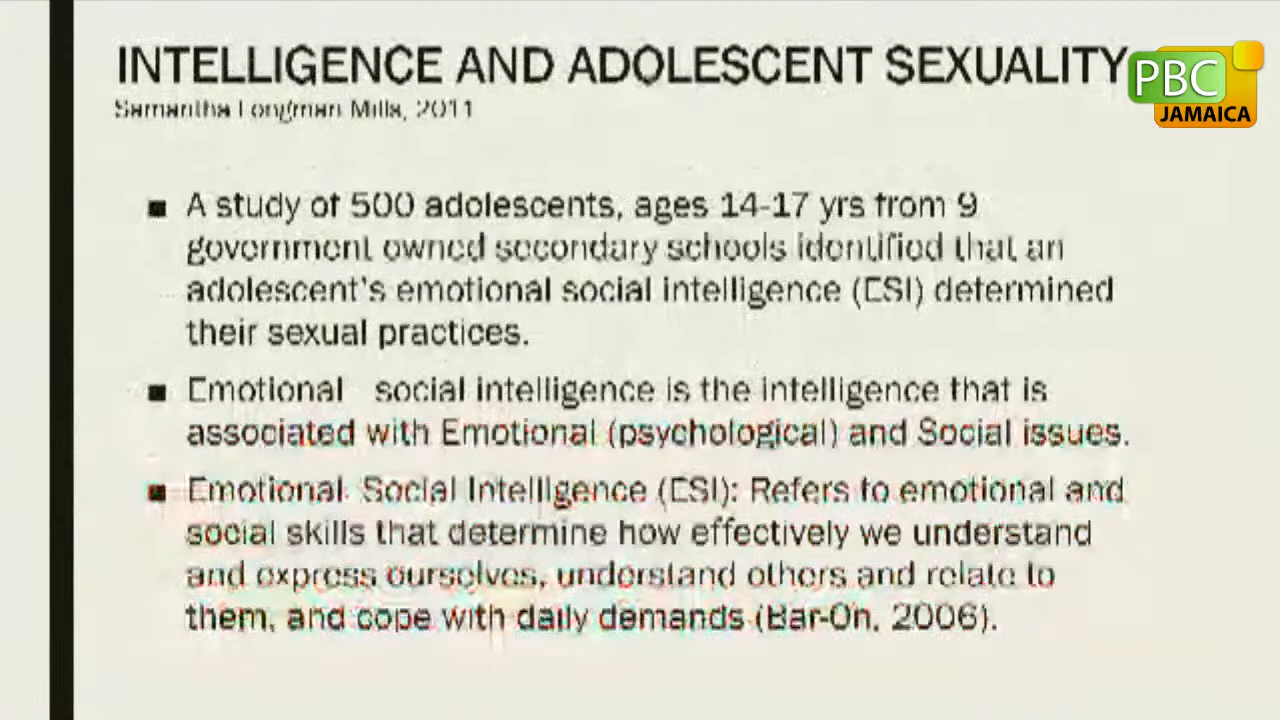 INTELLIGENCE AND ADOLESCENT SEXUALITY
Samantha Longman Mills, 2011
PBC
JAMAICA
■ A study of 500 adolescents, ages 14-17 yrs from 9
government owned secondary schools identified that an
adolescent's emotional social intelligence (ESI) determined
their sexual practices.
■ Emotional social intelligence is the intelligence that is
associated with Emotional (psychological) and Social issues.
■ Emotional Social Intelligence (ESI): Refers to emotional and
social skills that determine how effectively we understand
and express ourselves, understand others and relate to
them, and cope with daily demands (Bar-On, 2006).